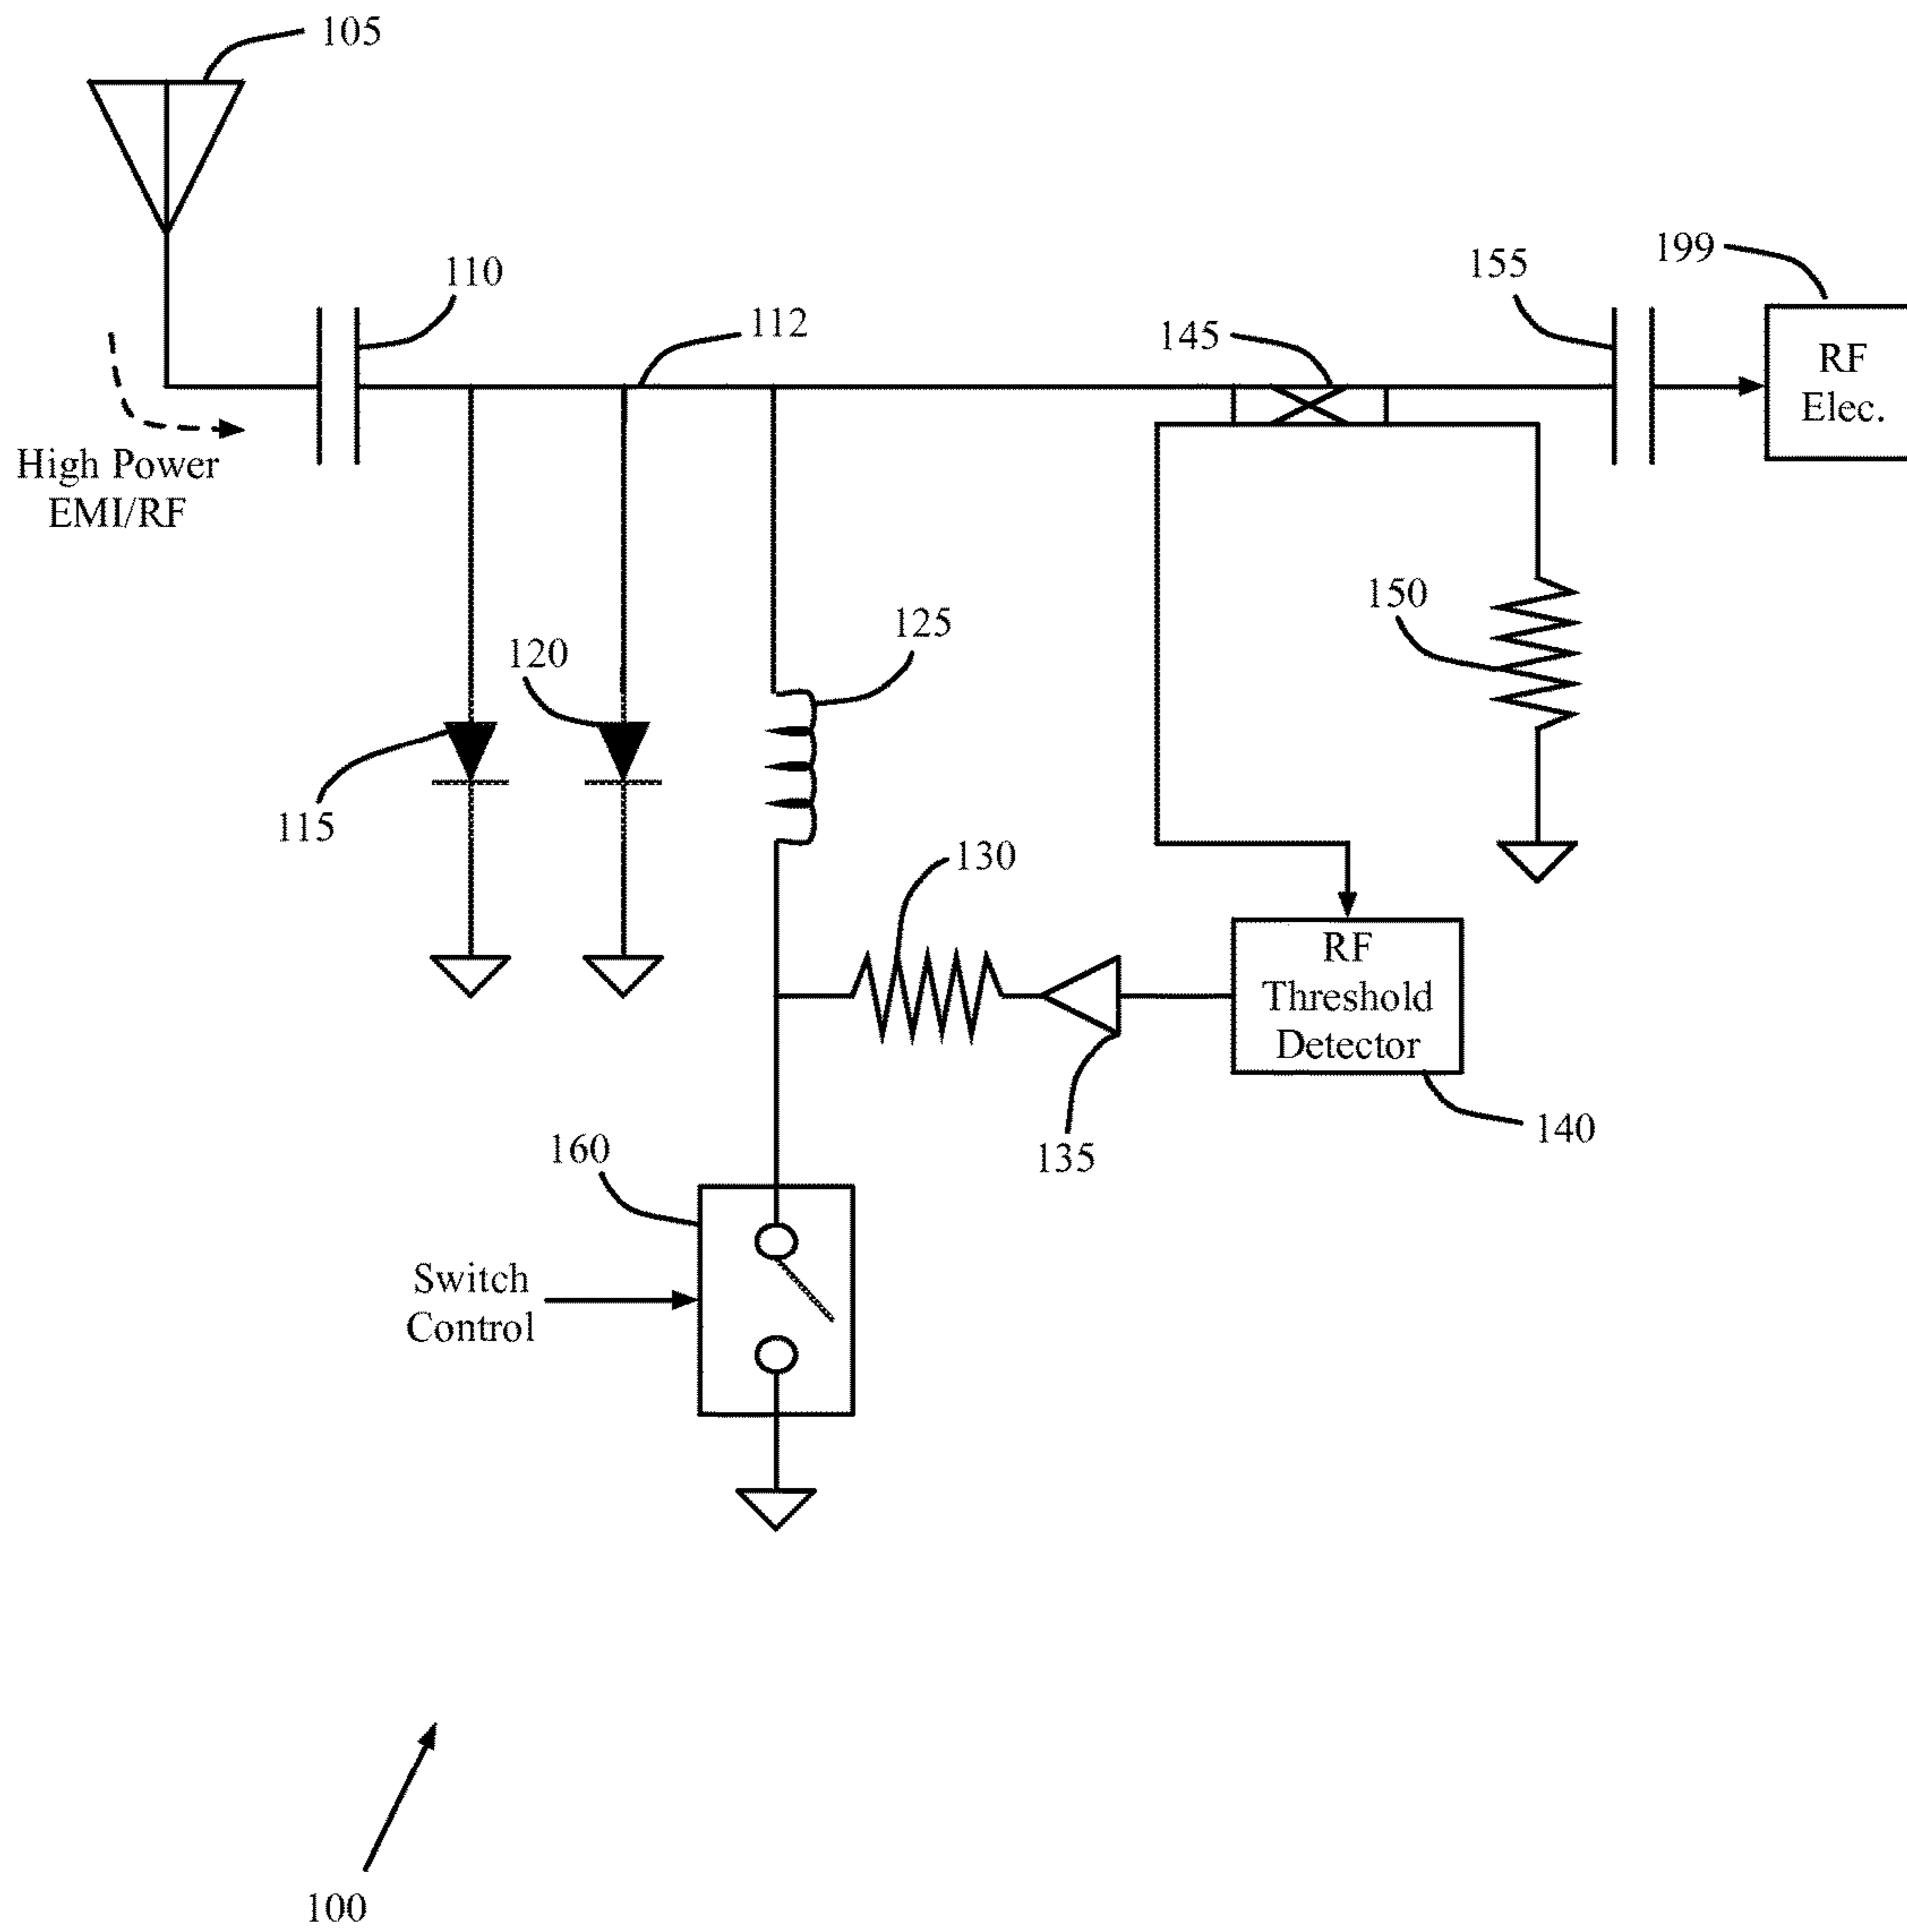 105
110
112
145
155
199
RF
Elec.
High Power
EMI/RF
150
125
120
115
130
RF
Threshold
Detector
135
140
160
Switch
Control
100